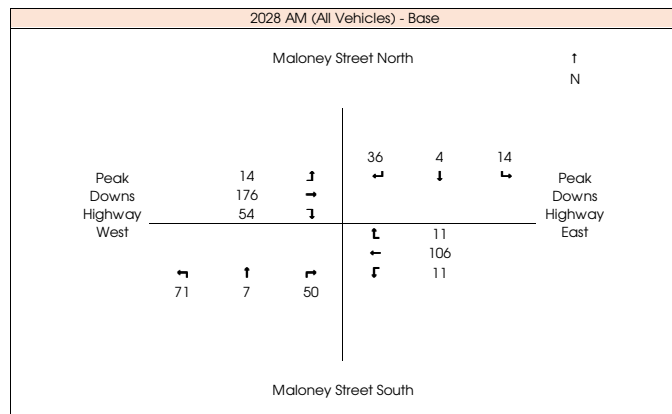 2028 AM (All Vehicles) - Base
Maloney Street North
↑
N
36 4 14
↵ ↓ ↳
Peak 14 ↥ Peak
Downs 176 → Downs
Highway 54 ↴ Highway
West East
↥ 11
← 106
↧ 11
↰ ↑ ↱
71 7 50
Maloney Street South